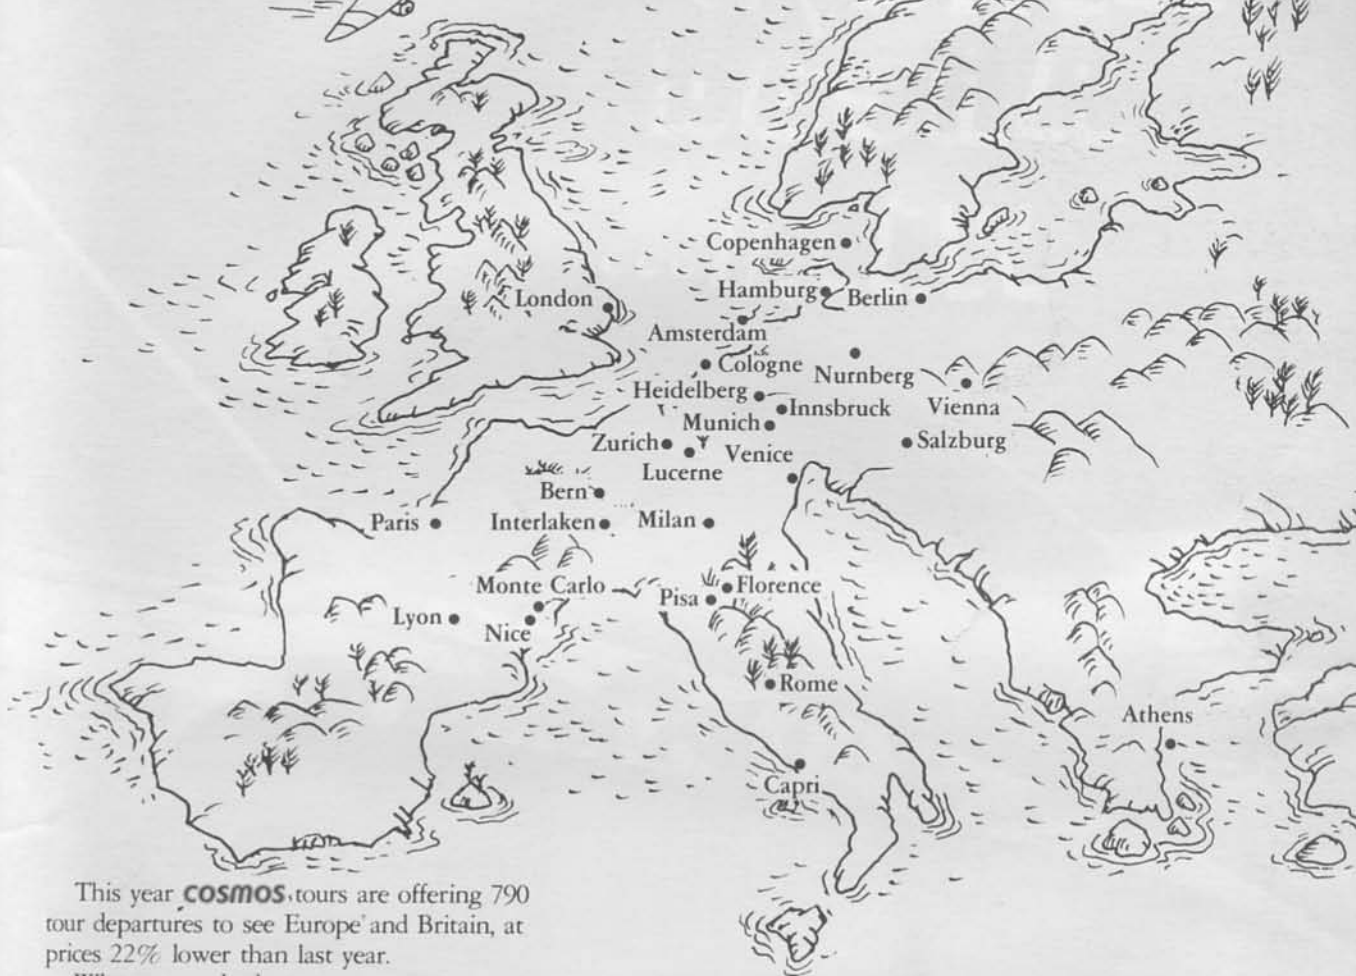 Copenhagen
Hamburg
Berlin
London
Amsterdam
Cologne
Nurnberg
Heidelberg
Innsbruck
Vienna
Munich
Zurich
Venice
Salzburg
Lucerne
Bern
Paris
Interlaken
Milan
Monte Carlo
Florence
Pisa
Lyon
Nice
Rome
Athens
Capri
This year COSMOS tours are offering 790
tour departures to see Europe and Britain, at
prices 22% lower than last year.